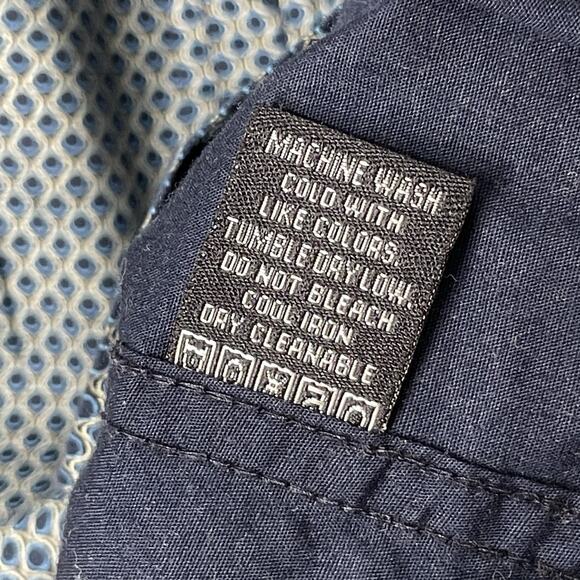 MACHINE WASH
COLD WITH
LIKE COLORS.
TUMBLE DRY LOW.
DO NOT BLEACH
COOL IRON
DRY CLEANABLE